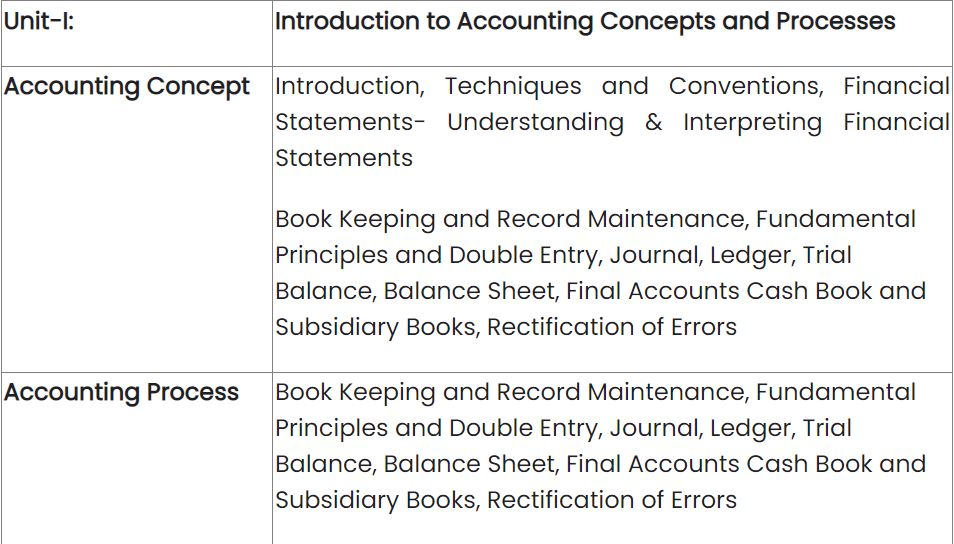 Unit-I:
Introduction to Accounting Concepts and Processes
Accounting Concept
Introduction, Techniques and Conventions, Financial
Statements- Understanding & Interpreting Financial
Statements
Book Keeping and Record Maintenance, Fundamental
Principles and Double Entry, Journal, Ledger, Trial
Balance, Balance Sheet, Final Accounts Cash Book and
Subsidiary Books, Rectification of Errors
Accounting Process
Book Keeping and Record Maintenance, Fundamental
Principles and Double Entry, Journal, Ledger, Trial
Balance, Balance Sheet, Final Accounts Cash Book and
Subsidiary Books, Rectification of Errors